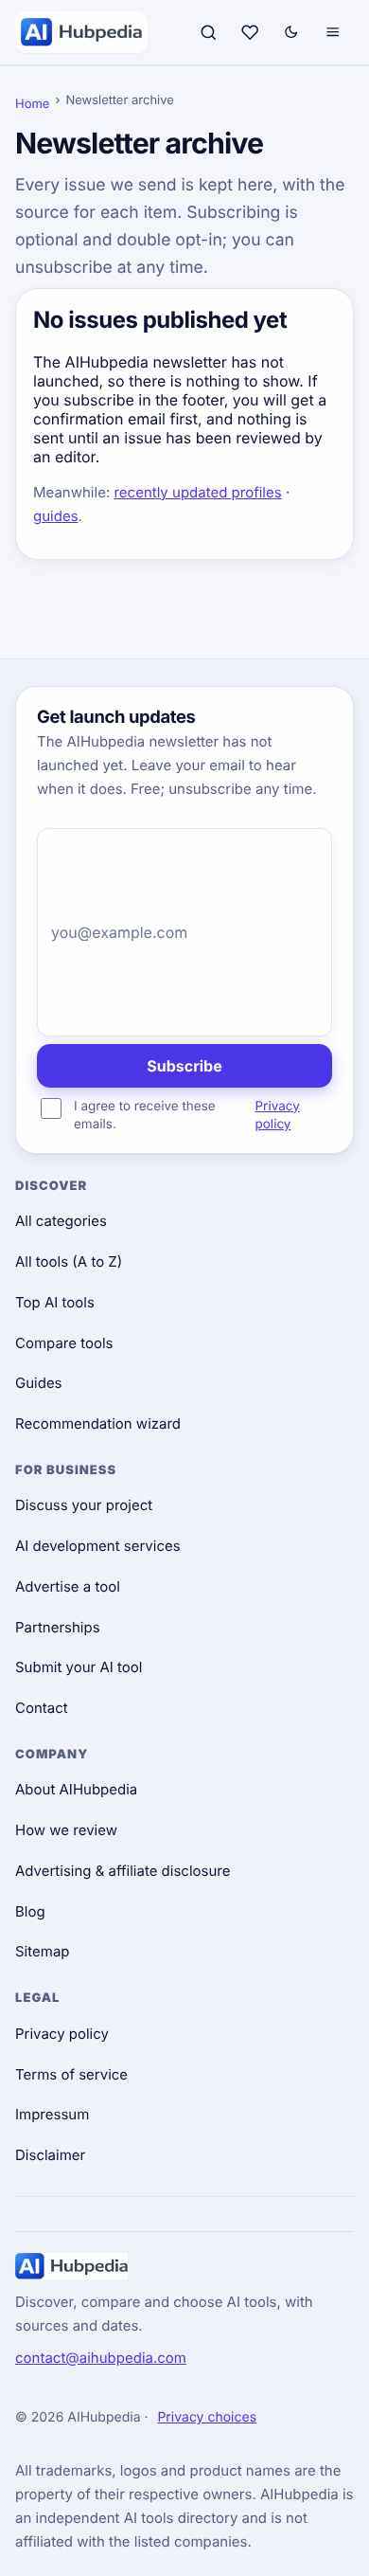 AI Hubpedia
Home › Newsletter archive
Newsletter archive
Every issue we send is kept here, with the
source for each item. Subscribing is
optional and double opt-in; you can
unsubscribe at any time.
No issues published yet
The AIHubpedia newsletter has not
launched, so there is nothing to show. If
you subscribe in the footer, you will get a
confirmation email first, and nothing is
sent until an issue has been reviewed by
an editor.
Meanwhile: recently updated profiles ·
guides.
Get launch updates
The AIHubpedia newsletter has not
launched yet. Leave your email to hear
when it does. Free; unsubscribe any time.
you@example.com
Subscribe
I agree to receive these
emails.
Privacy
policy
DISCOVER
All categories
All tools (A to Z)
Top AI tools
Compare tools
Guides
Recommendation wizard
FOR BUSINESS
Discuss your project
AI development services
Advertise a tool
Partnerships
Submit your AI tool
Contact
COMPANY
About AIHubpedia
How we review
Advertising & affiliate disclosure
Blog
Sitemap
LEGAL
Privacy policy
Terms of service
Impressum
Disclaimer
AI Hubpedia
Discover, compare and choose AI tools, with
sources and dates.
contact@aihubpedia.com
© 2026 AIHubpedia · Privacy choices
All trademarks, logos and product names are the
property of their respective owners. AIHubpedia is
an independent AI tools directory and is not
affiliated with the listed companies.